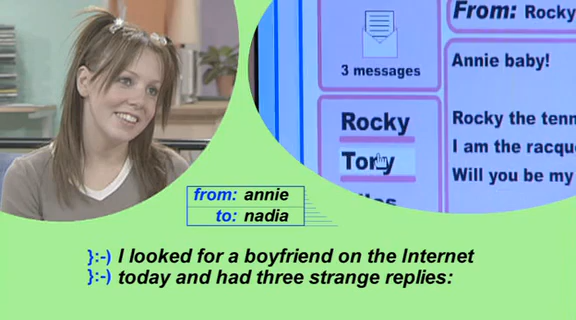 From: Rocky
3 messages
Annie baby!
Rocky
Tony
Rocky the tenn
I am the racque
Will you be my
from: annie
to: nadia
}:-) I looked for a boyfriend on the Internet
}:-) today and had three strange replies: